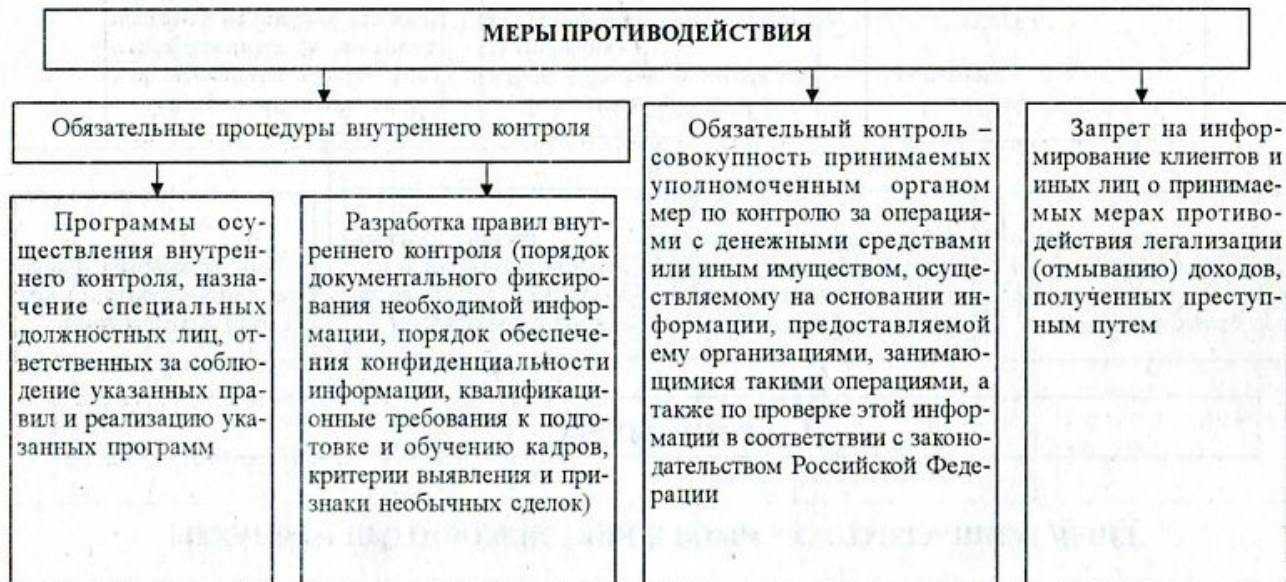 МЕРЫ ПРОТИВОДЕЙСТВИЯ
Обязательные процедуры внутреннего контроля
Программы осу-
ществления внутрен-
него контроля, назна-
чение специальных
должностных лиц, от-
ветственных за соблю-
дение указанных пра-
вил и реализацию ука-
занных программ
Разработка правил внут-
реннего контроля (порядок
документального фиксиро-
вания необходимой инфор-
мации, порядок обеспече-
ния конфиденциальности
информации, квалификаци-
онные требования к подго-
товке и обучению кадров,
критерии выявления и при-
знаки необычных сделок)
Обязательный контроль –
совокупность принимаемых
уполномоченным органом
мер по контролю за операция-
ми с денежными средствами
или иным имуществом, осуще-
ствляемому на основании ин-
формации, предоставляемой
ему организациями, занимаю-
щимися такими операциями, а
также по проверке этой инфор-
мации в соответствии с законо-
дательством Российской Феде-
рации
Запрет на инфор-
мирование клиентов и
иных лиц о принимае-
мых мерах противо-
действия легализации
(отмыванию) доходов,
полученных преступ-
ным путем